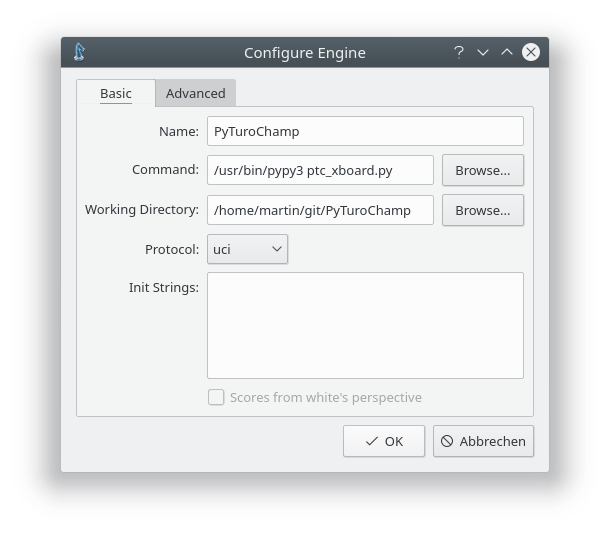 Configure Engine
Basic Advanced
Name: PyTuroChamp
Command: /usr/bin/pypy3 ptc_xboard.py Browse...
Working Directory: /home/martin/git/PyTuroChamp Browse...
Protocol: uci
Init Strings:
Scores from white's perspective
OK Abbrechen